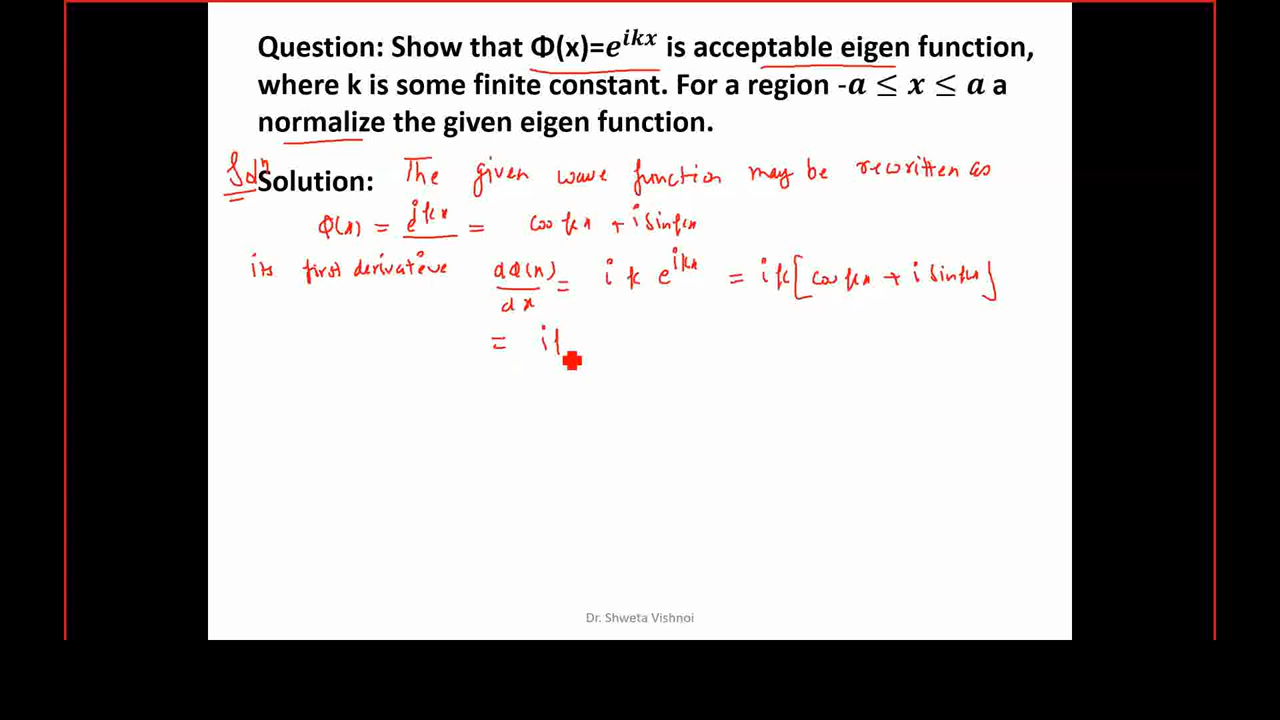 Question: Show that Φ(x)=e^{ikx} is acceptable eigen function,
where k is some finite constant. For a region -a ≤ x ≤ a a
normalize the given eigen function.
Solⁿ
Solution: The given wave function may be rewritten as
Φ(x) = e^{ikx} = cos kx + i sin kx
its first derivative dΦ(x)/dx = i k e^{ikx} = ik[cos kx + i sin kx]
= i
Dr. Shweta Vishnoi